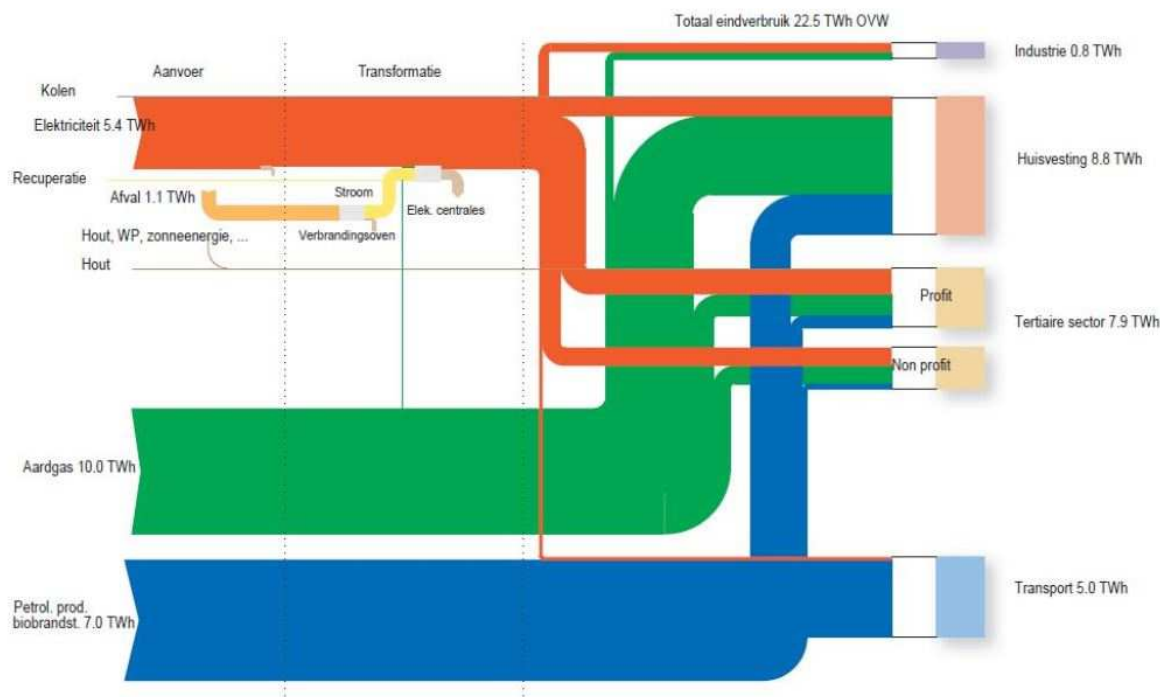 Totaal eindverbruik 22.5 TWh OVW
Industrie 0.8 TWh
Aanvoer
Transformatie
Kolen
Elektriciteit 5.4 TWh
Huisvesting 8.8 TWh
Recuperatie
Afval 1.1 TWh
Stroom
Elek. centrales
Verbrandingsoven
Hout, WP, zonneenergie, ...
Hout
Profit
Tertiaire sector 7.9 TWh
Non profit
Aardgas 10.0 TWh
Transport 5.0 TWh
Petrol. prod.
biobrandst. 7.0 TWh